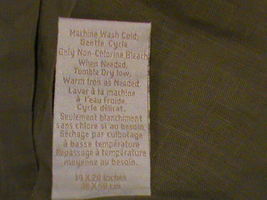 Machine Wash Cold,
Gentle Cycle
Only Non-Chlorine Bleach
When Needed,
Tumble Dry low,
Warm Iron as Needed.
Laver à la machine
à l'eau froide.
Cycle délicat.
Seulement blanchiment
sans chlore si au besoin.
Séchage par culbutage
à basse température
Repassage à température
moyenne au besoin.
20 Inches